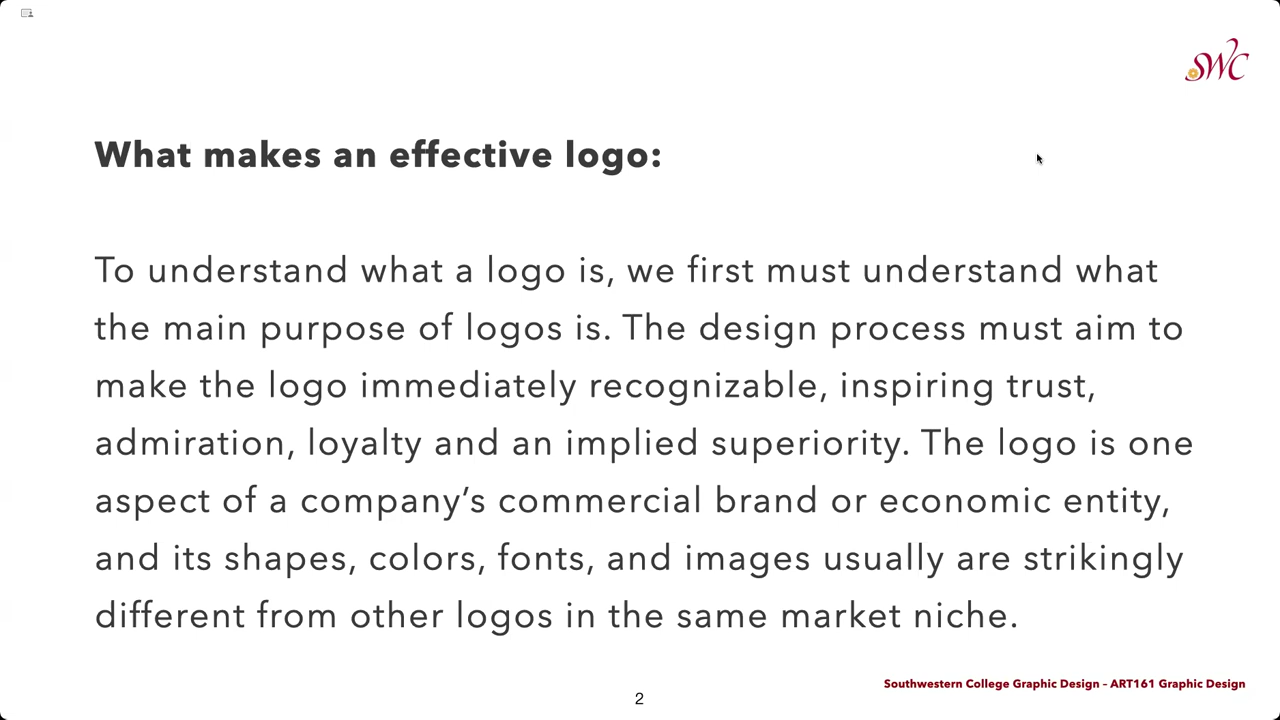 SWC
What makes an effective logo:
To understand what a logo is, we first must understand what
the main purpose of logos is. The design process must aim to
make the logo immediately recognizable, inspiring trust,
admiration, loyalty and an implied superiority. The logo is one
aspect of a company’s commercial brand or economic entity,
and its shapes, colors, fonts, and images usually are strikingly
different from other logos in the same market niche.
Southwestern College Graphic Design – ART161 Graphic Design
2